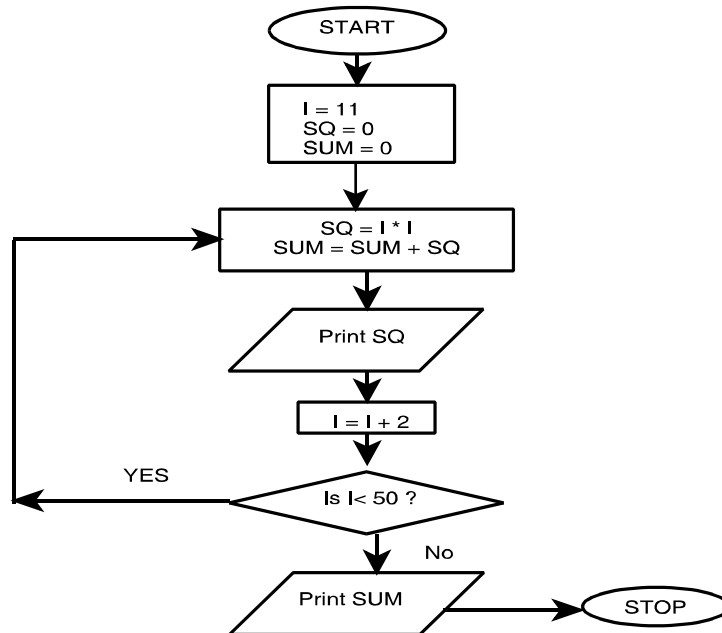 START
I = 11
SQ = 0
SUM = 0
SQ = I * I
SUM = SUM + SQ
Print SQ
I = I + 2
YES
Is I< 50 ?
No
Print SUM
STOP